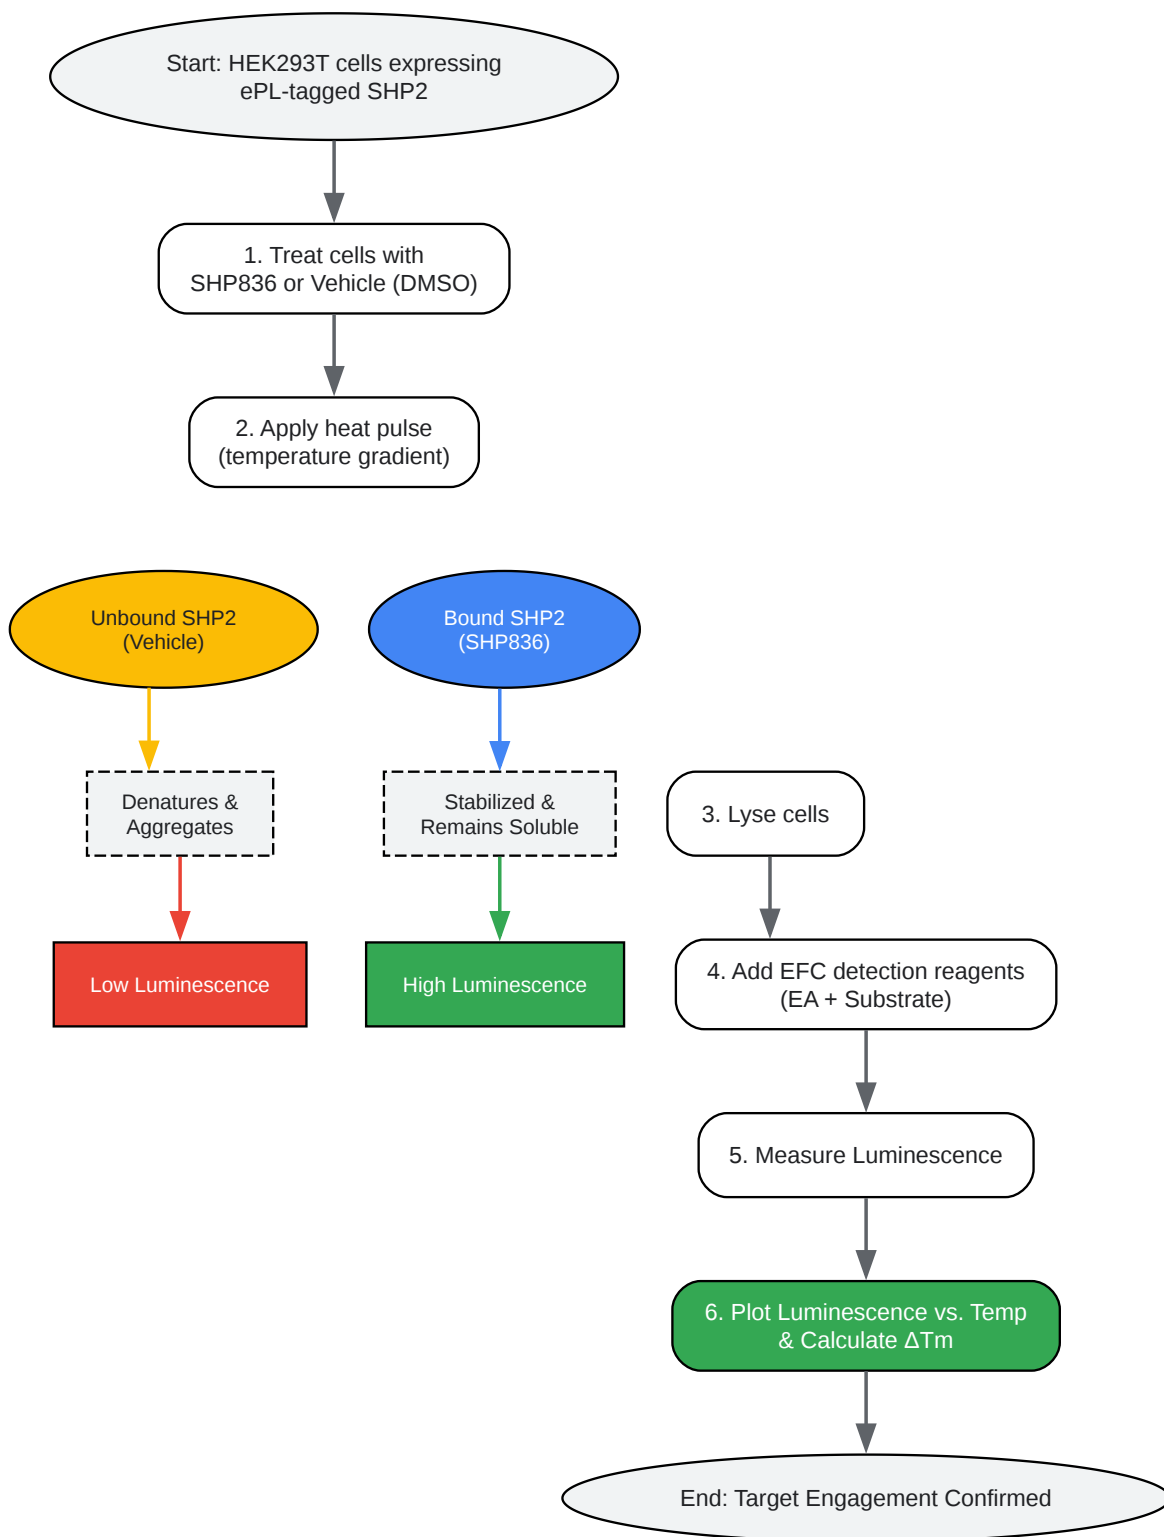 Start: HEK293T cells expressing
ePL-tagged SHP2
1. Treat cells with
SHP836 or Vehicle (DMSO)
2. Apply heat pulse
(temperature gradient)
Unbound SHP2
(Vehicle)
Bound SHP2
(SHP836)
Denatures &
Aggregates
Stabilized &
Remains Soluble
3. Lyse cells
Low Luminescence
High Luminescence
4. Add EFC detection reagents
(EA + Substrate)
5. Measure Luminescence
6. Plot Luminescence vs. Temp
& Calculate ΔTm
End: Target Engagement Confirmed